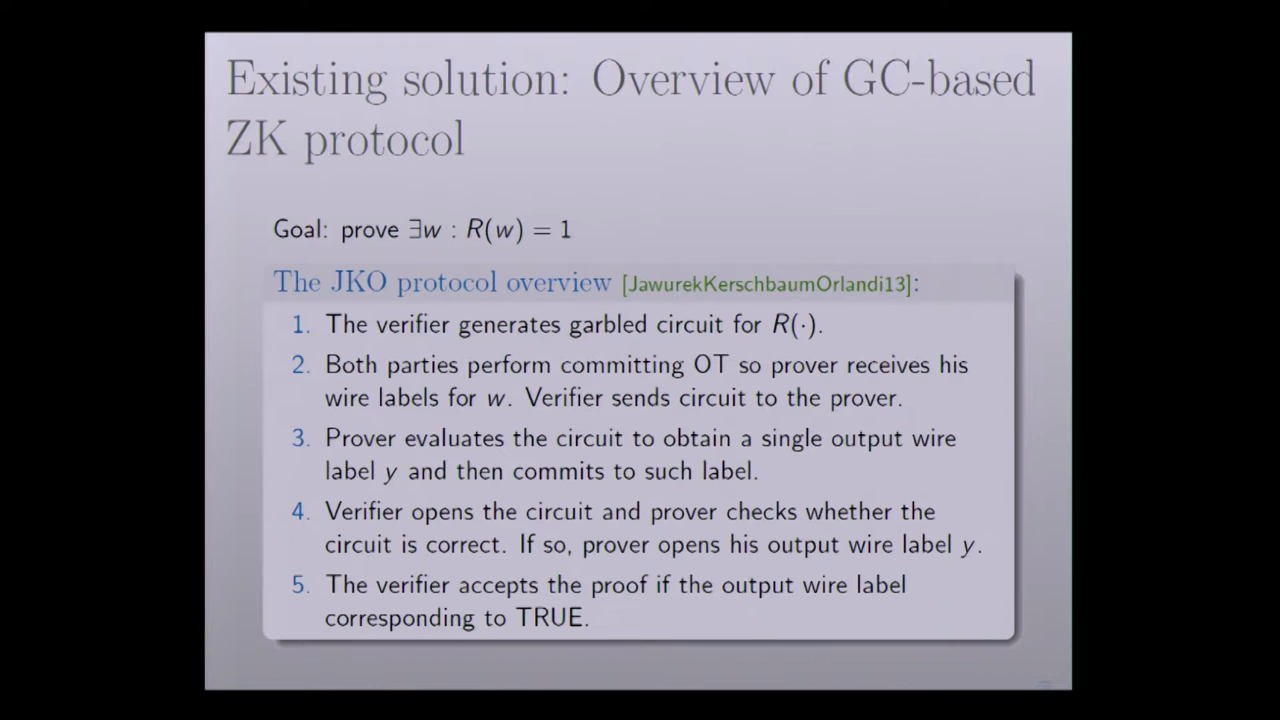 Existing solution: Overview of GC-based
ZK protocol
Goal: prove ∃w : R(w) = 1
The JKO protocol overview [JawurekKerschbaumOrlandi13]:
1. The verifier generates garbled circuit for R(·).
2. Both parties perform committing OT so prover receives his
wire labels for w. Verifier sends circuit to the prover.
3. Prover evaluates the circuit to obtain a single output wire
label y and then commits to such label.
4. Verifier opens the circuit and prover checks whether the
circuit is correct. If so, prover opens his output wire label y.
5. The verifier accepts the proof if the output wire label
corresponding to TRUE.